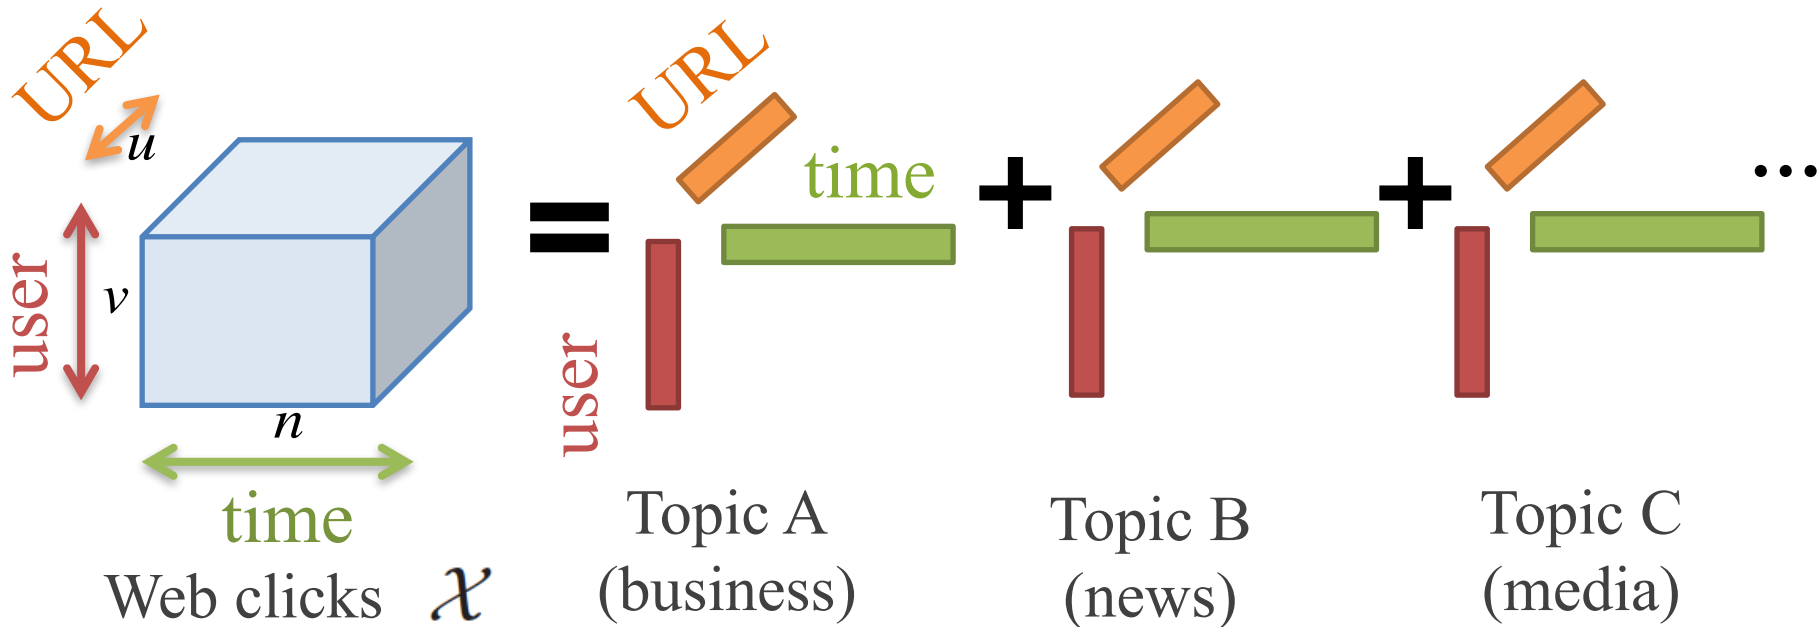 URL
u
user
v
n
time
Web clicks 𝒳
=
URL
time
user
Topic A
(business)
+
Topic B
(news)
+
Topic C
(media)
...